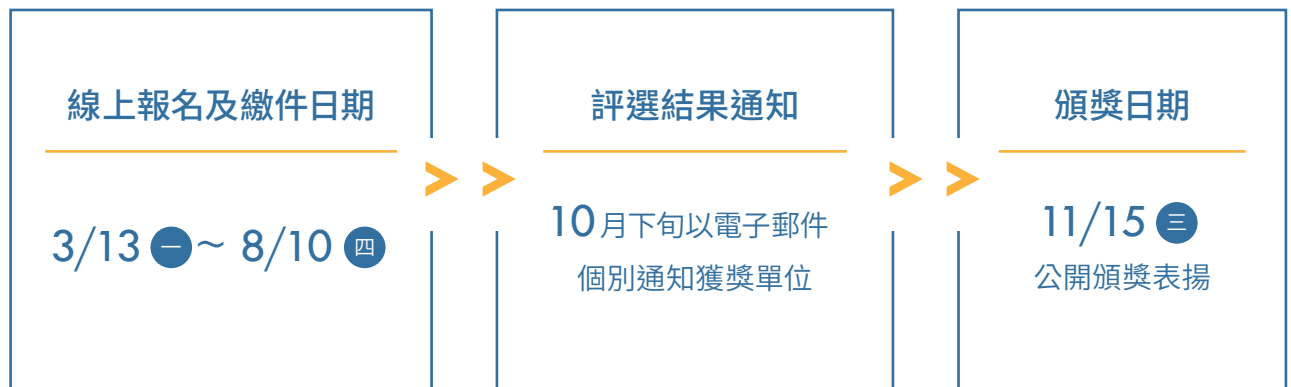 線上報名及繳件日期
3/13 一 ~ 8/10 四
評選結果通知
10月下旬以電子郵件
個別通知獲獎單位
頒獎日期
11/15 三
公開頒獎表揚